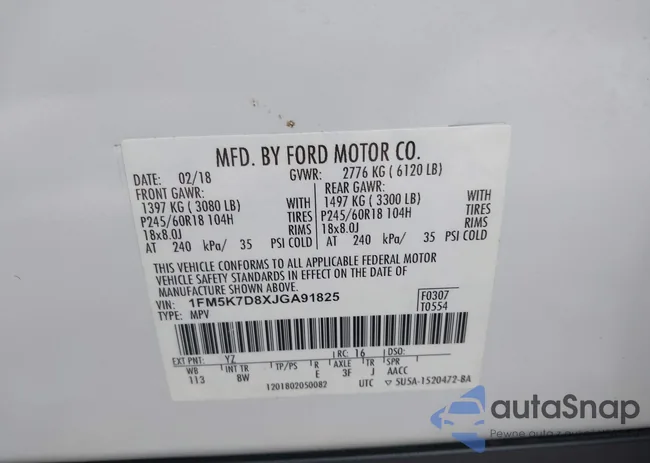 MFD. BY FORD MOTOR CO.
DATE: 02/18 GVWR: 2776 KG ( 6120 LB)
FRONT GAWR: REAR GAWR:
1397 KG ( 3080 LB) WITH 1497 KG ( 3300 LB) WITH
P245/60R18 104H TIRES P245/60R18 104H TIRES
18x8.0J RIMS 18x8.0J RIMS
AT 240 kPa/ 35 PSI COLD AT 240 kPa/ 35 PSI COLD
THIS VEHICLE CONFORMS TO ALL APPLICABLE FEDERAL MOTOR
VEHICLE SAFETY STANDARDS IN EFFECT ON THE DATE OF
MANUFACTURE SHOWN ABOVE.
VIN: 1FM5K7D8XJGA91825 F0307
TYPE: MPV T0554
EXT PNT: YZ RC: 16 DSO:
WB INT TR TP/PS R AXLE TR
113 8W E 3F J AACC
1201802050082 UTC ▽ 5U5A-1520472-BA
autaSnap
Pewne auto z ubezpieczalni